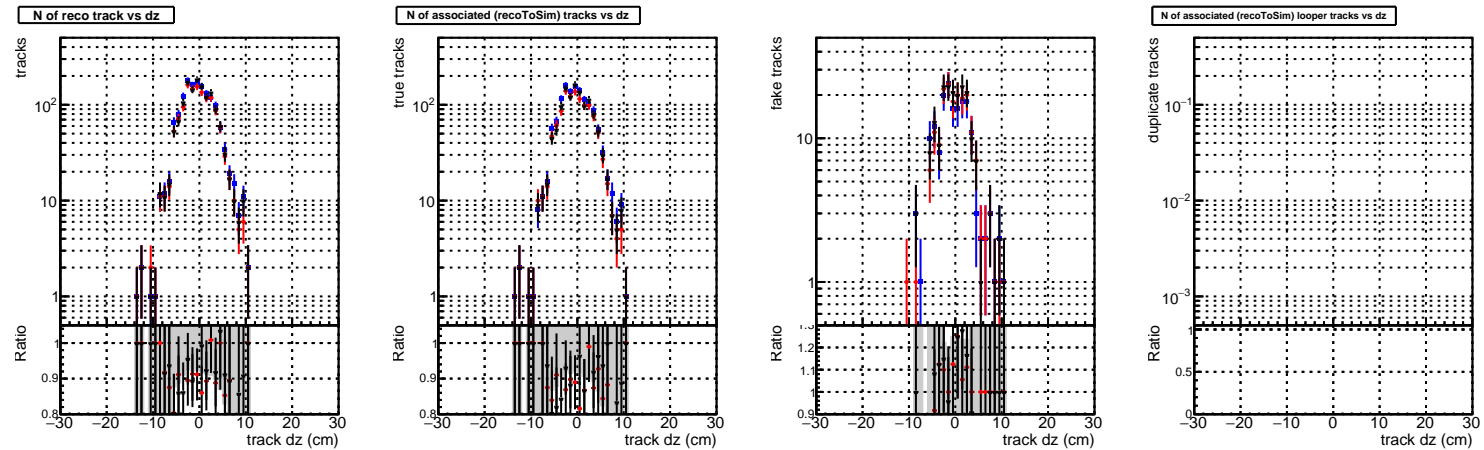 N of reco track vs dz
tracks
10²
10
1
Ratio
1
0.9
0.8
−30 −20 −10 0 10 20 30
track dz (cm)
N of associated (recoToSim) tracks vs dz
true tracks
10²
10
1
Ratio
1
0.9
0.8
−30 −20 −10 0 10 20 30
track dz (cm)
fake tracks
10
1
Ratio
1.3
1.2
1.1
1
0.9
−30 −20 −10 0 10 20 30
track dz (cm)
N of associated (recoToSim) looper tracks vs dz
duplicate tracks
10⁻¹
10⁻²
10⁻³
Ratio
1
0.5
0
−30 −20 −10 0 10 20 30
track dz (cm)